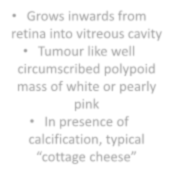 • Grows inwards from
retina into vitreous cavity
• Tumour like well
circumscribed polypoid
mass of white or pearly
pink
• In presence of
calcification, typical
“cottage cheese”